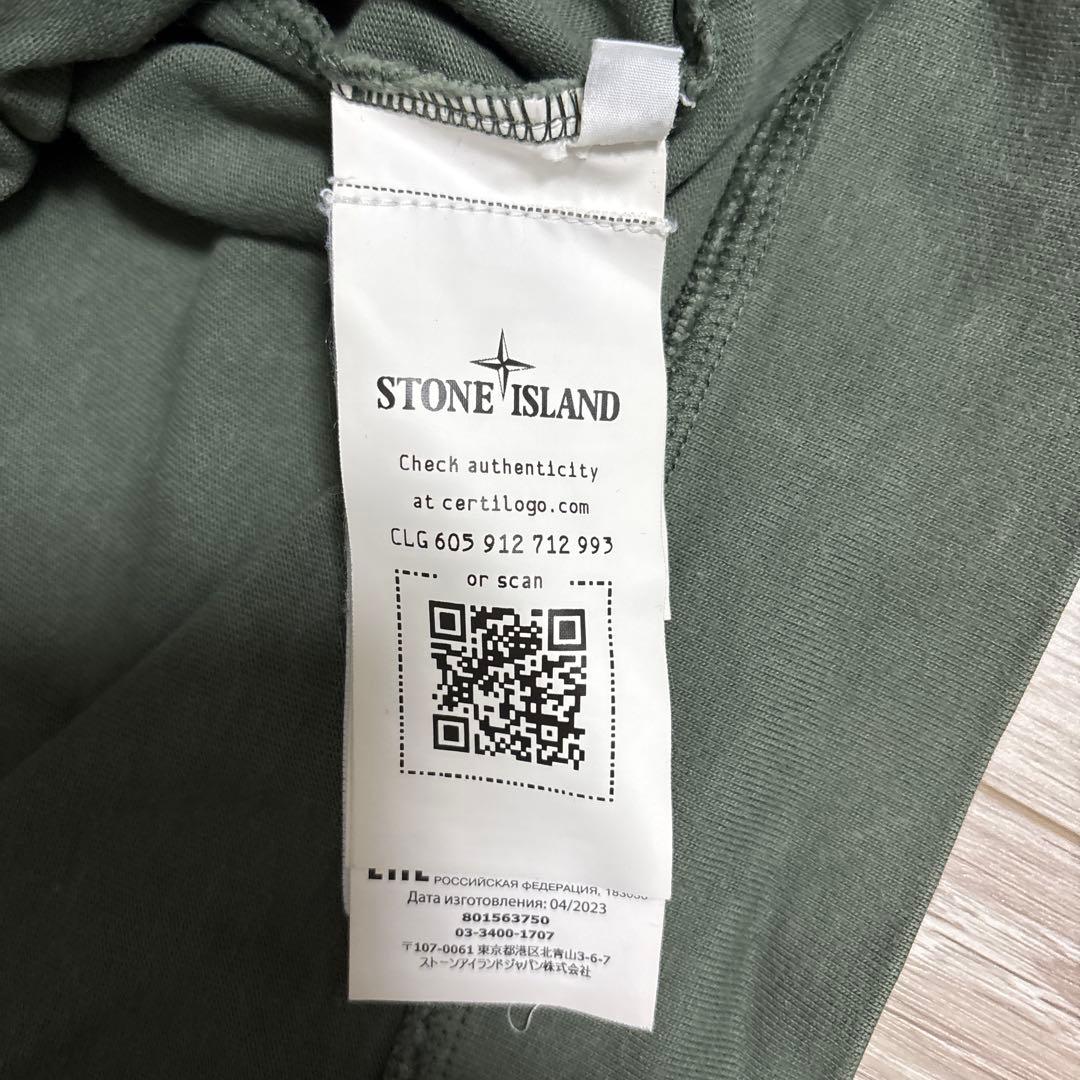 STONE ISLAND
Check authenticity
at certilogo.com
CLG 605 912 712 993
or scan
РОССИЙСКАЯ ФЕДЕРАЦИЯ,
Дата изготовления: 04/2023
801563750
03-3400-1707
〒107-0061 東京都港区北青山3-6-7
ストーンアイランドジャパン株式会社